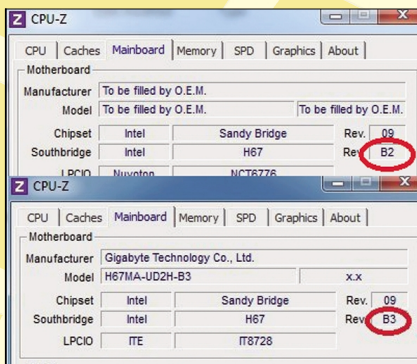 Z CPU-Z
CPU Caches Mainboard Memory SPD Graphics About
Motherboard
Manufacturer To be filled by O.E.M.
Model To be filled by O.E.M. To be filled by O.E.M.
Chipset Intel Sandy Bridge Rev. 09
Southbridge Intel H67 Rev. B2
LPCIO Nuvoton NCT6776
Z CPU-Z
CPU Caches Mainboard Memory SPD Graphics About
Motherboard
Manufacturer Gigabyte Technology Co., Ltd.
Model H67MA-UD2H-B3 x.x
Chipset Intel Sandy Bridge Rev. 09
Southbridge Intel H67 Rev. B3
LPCIO ITE IT8728